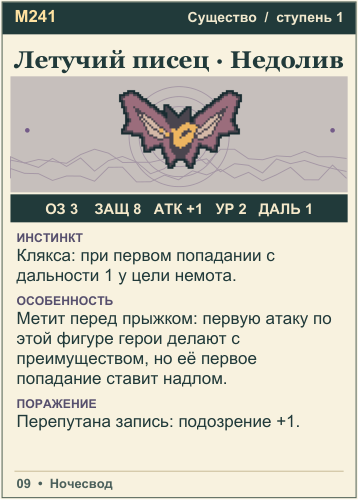 M241
Существо / ступень 1
Летучий писец · Недолив
ОЗ 3 ЗАЩ 8 АТК +1 УР 2 ДАЛЬ 1
ИНСТИНКТ
Клякса: при первом попадании с
дальности 1 у цели немота.
ОСОБЕННОСТЬ
Метит перед прыжком: первую атаку по
этой фигуре герои делают с
преимуществом, но её первое
попадание ставит надлом.
ПОРАЖЕНИЕ
Перепутана запись: подозрение +1.
09 • Ночесвод